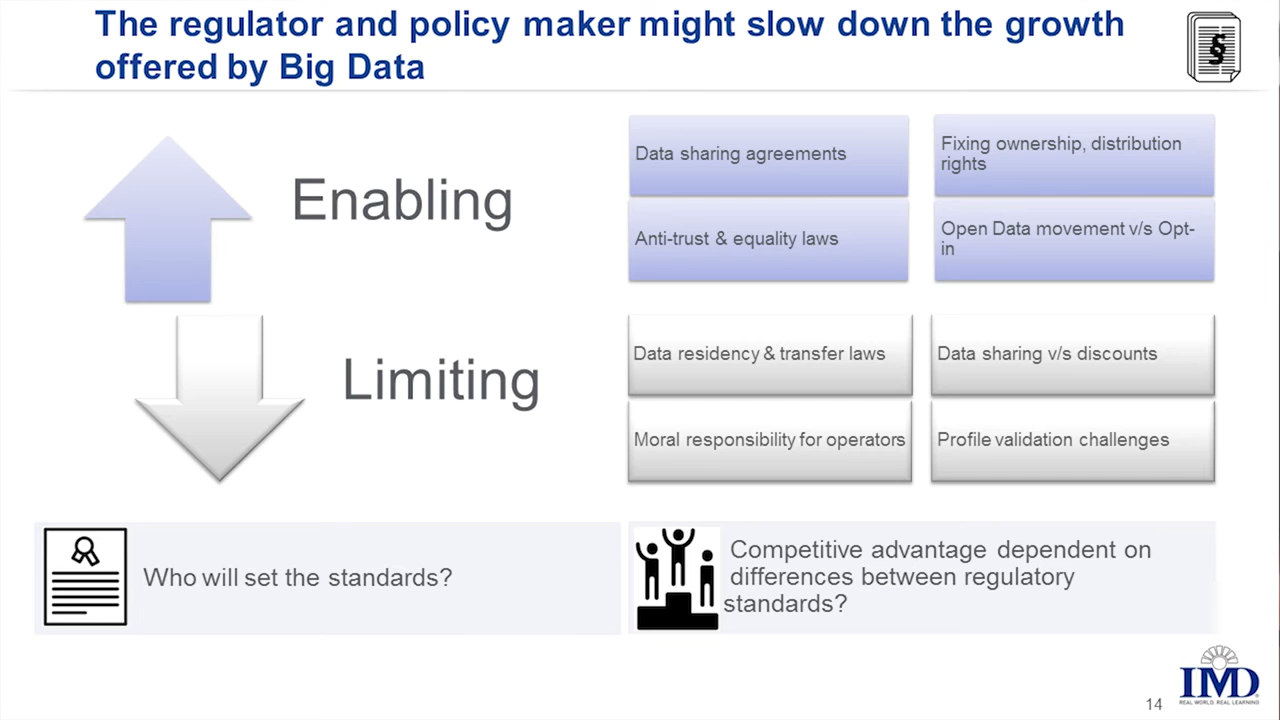 The regulator and policy maker might slow down the growth
offered by Big Data
§
Enabling
Data sharing agreements
Fixing ownership, distribution
rights
Anti-trust & equality laws
Open Data movement v/s Opt-
in
Limiting
Data residency & transfer laws
Data sharing v/s discounts
Moral responsibility for operators
Profile validation challenges
Who will set the standards?
Competitive advantage dependent on
differences between regulatory
standards?
IMD
REAL WORLD. REAL LEARNING
14